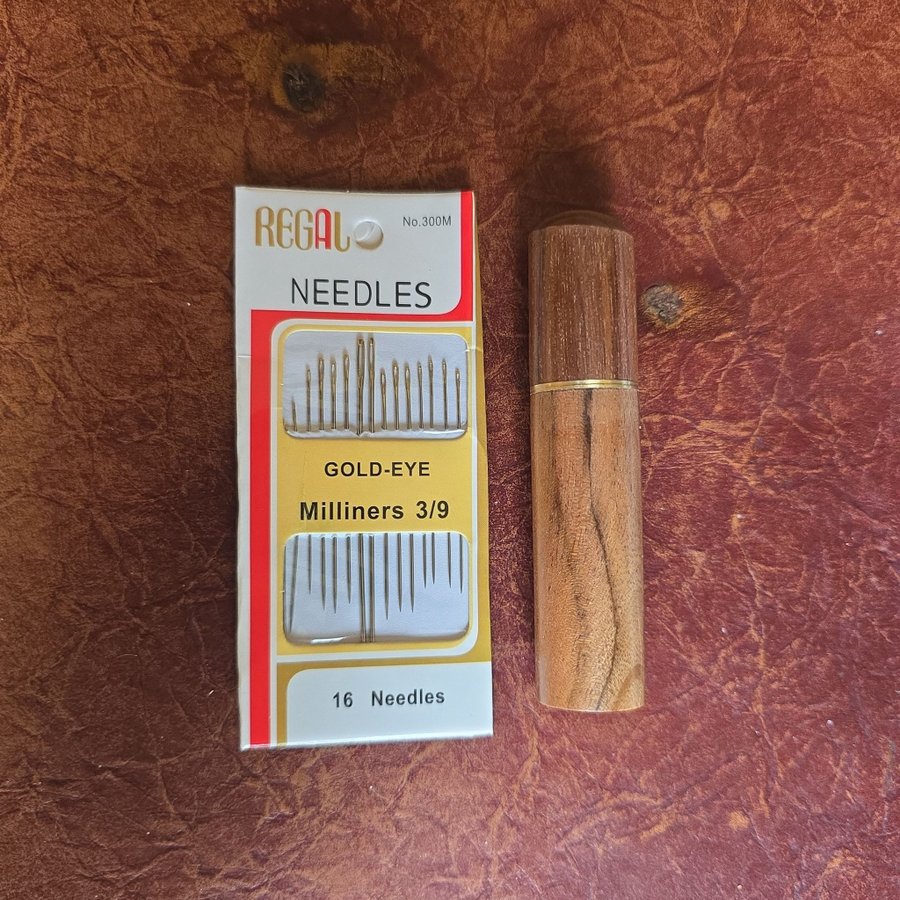 REGAL
No.300M
NEEDLES
GOLD-EYE
Milliners 3/9
16 Needles